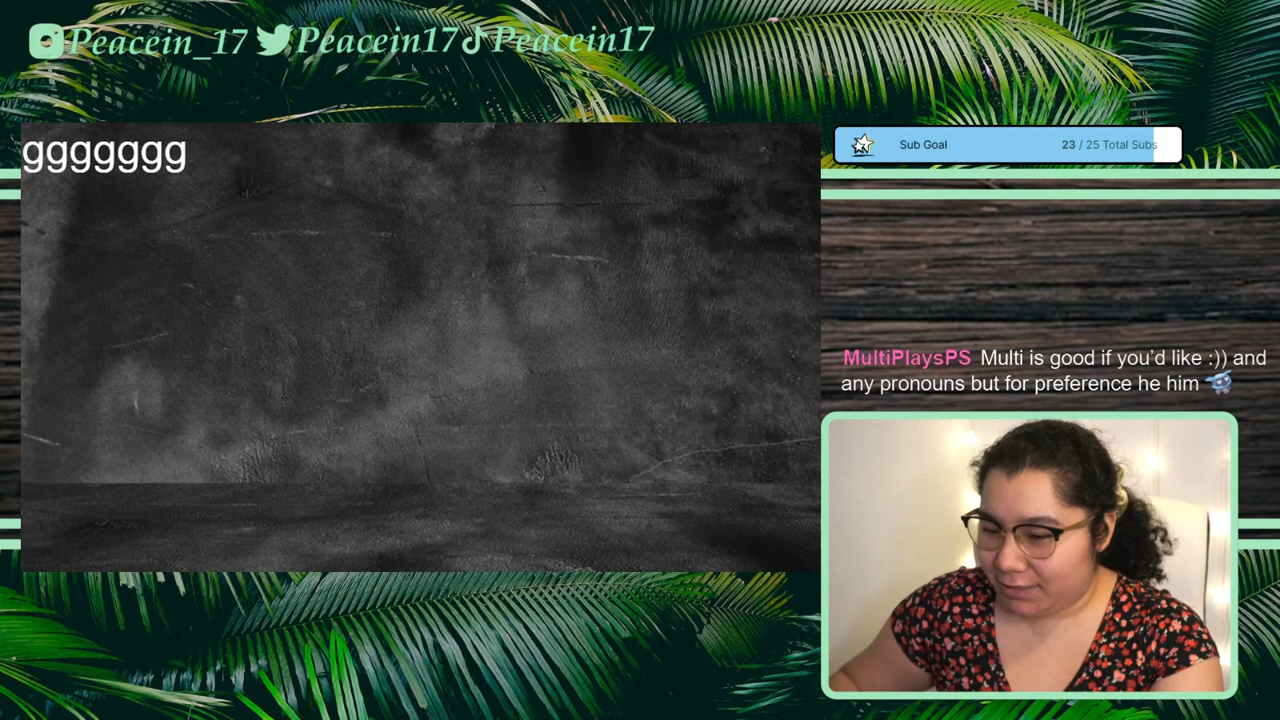 Peacein_17 Peacein17 Peacein17
ggggggg
Sub Goal 23 / 25 Total Subs
MultiPlaysPS Multi is good if you'd like :)) and
any pronouns but for preference he him